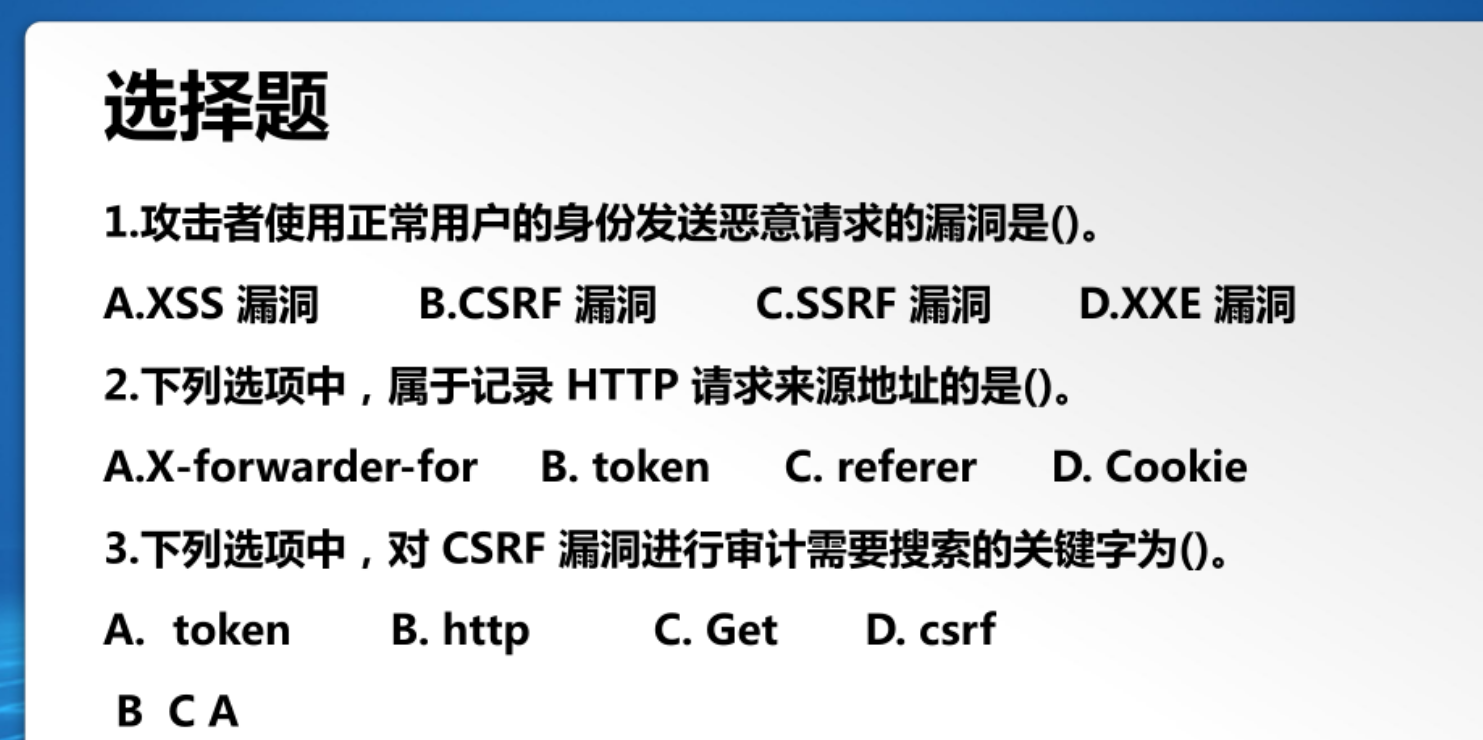 选择题
1.攻击者使用正常用户的身份发送恶意请求的漏洞是()。
A.XSS 漏洞 B.CSRF 漏洞 C.SSRF 漏洞 D.XXE 漏洞
2.下列选项中，属于记录 HTTP 请求来源地址的是()。
A.X-forwarder-for B. token C. referer D. Cookie
3.下列选项中，对 CSRF 漏洞进行审计需要搜索的关键字为()。
A. token B. http C. Get D. csrf
B C A